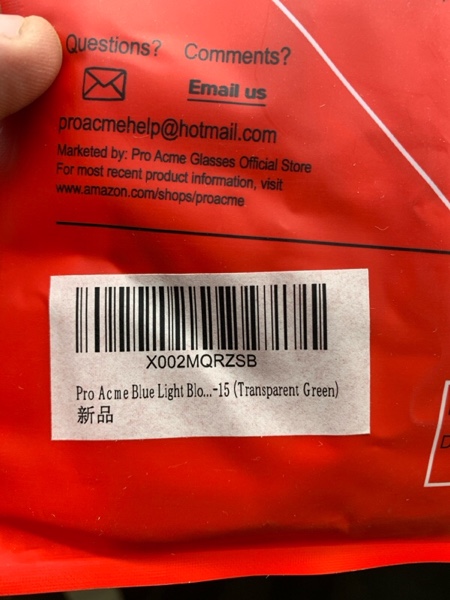 Questions? Comments?
Email us
proacmehelp@hotmail.com
Marketed by: Pro Acme Glasses Official Store
For most recent product information, visit
www.amazon.com/shops/proacme
X002MQRZSB
Pro Acme Blue Light Blo...-15 (Transparent Green)
新品